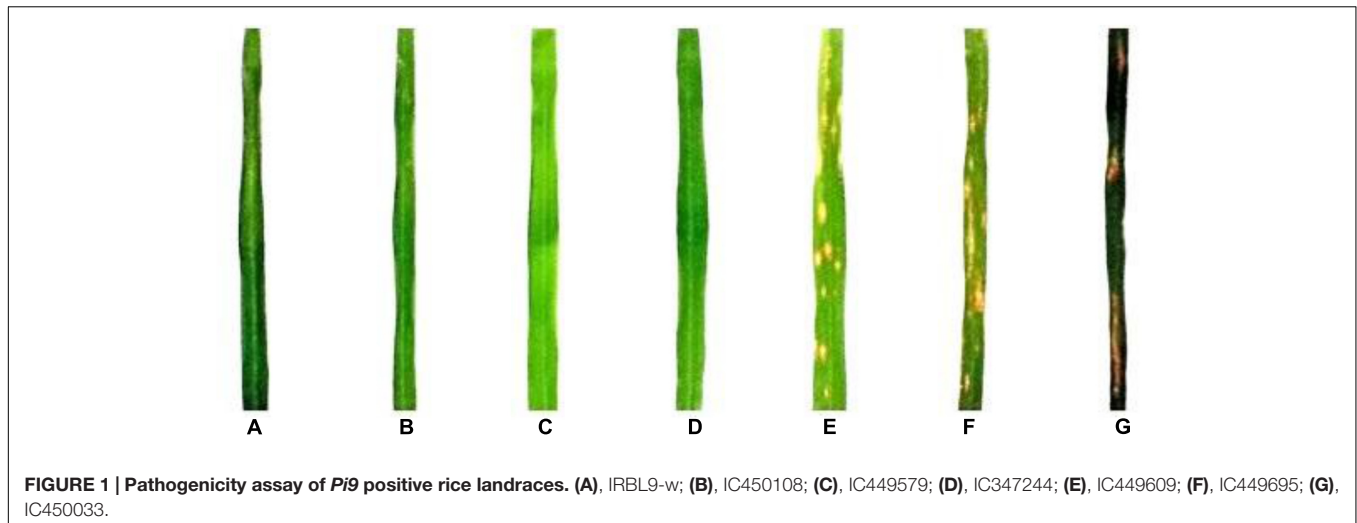 A B C D E F G
FIGURE 1 | Pathogenicity assay of Pi9 positive rice landraces. (A), IRBL9-w; (B), IC450108; (C), IC449579; (D), IC347244; (E), IC449609; (F), IC449695; (G),
IC450033.